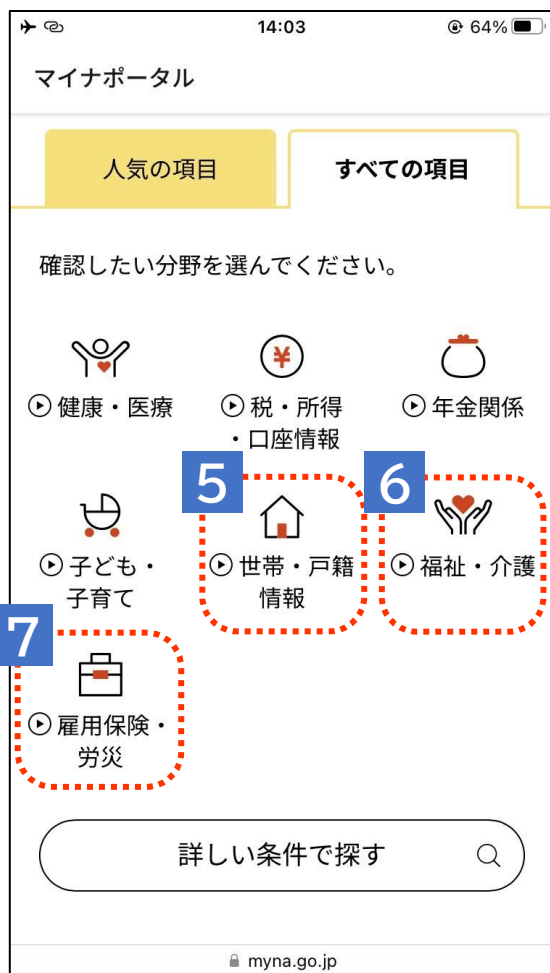 14:03
64%
マイナポータル
人気の項目
すべての項目
確認したい分野を選んでください。
健康・医療
税・所得
・口座情報
年金関係
5
6
子ども・
子育て
世帯・戸籍
情報
福祉・介護
7
雇用保険・
労災
詳しい条件で探す
myna.go.jp